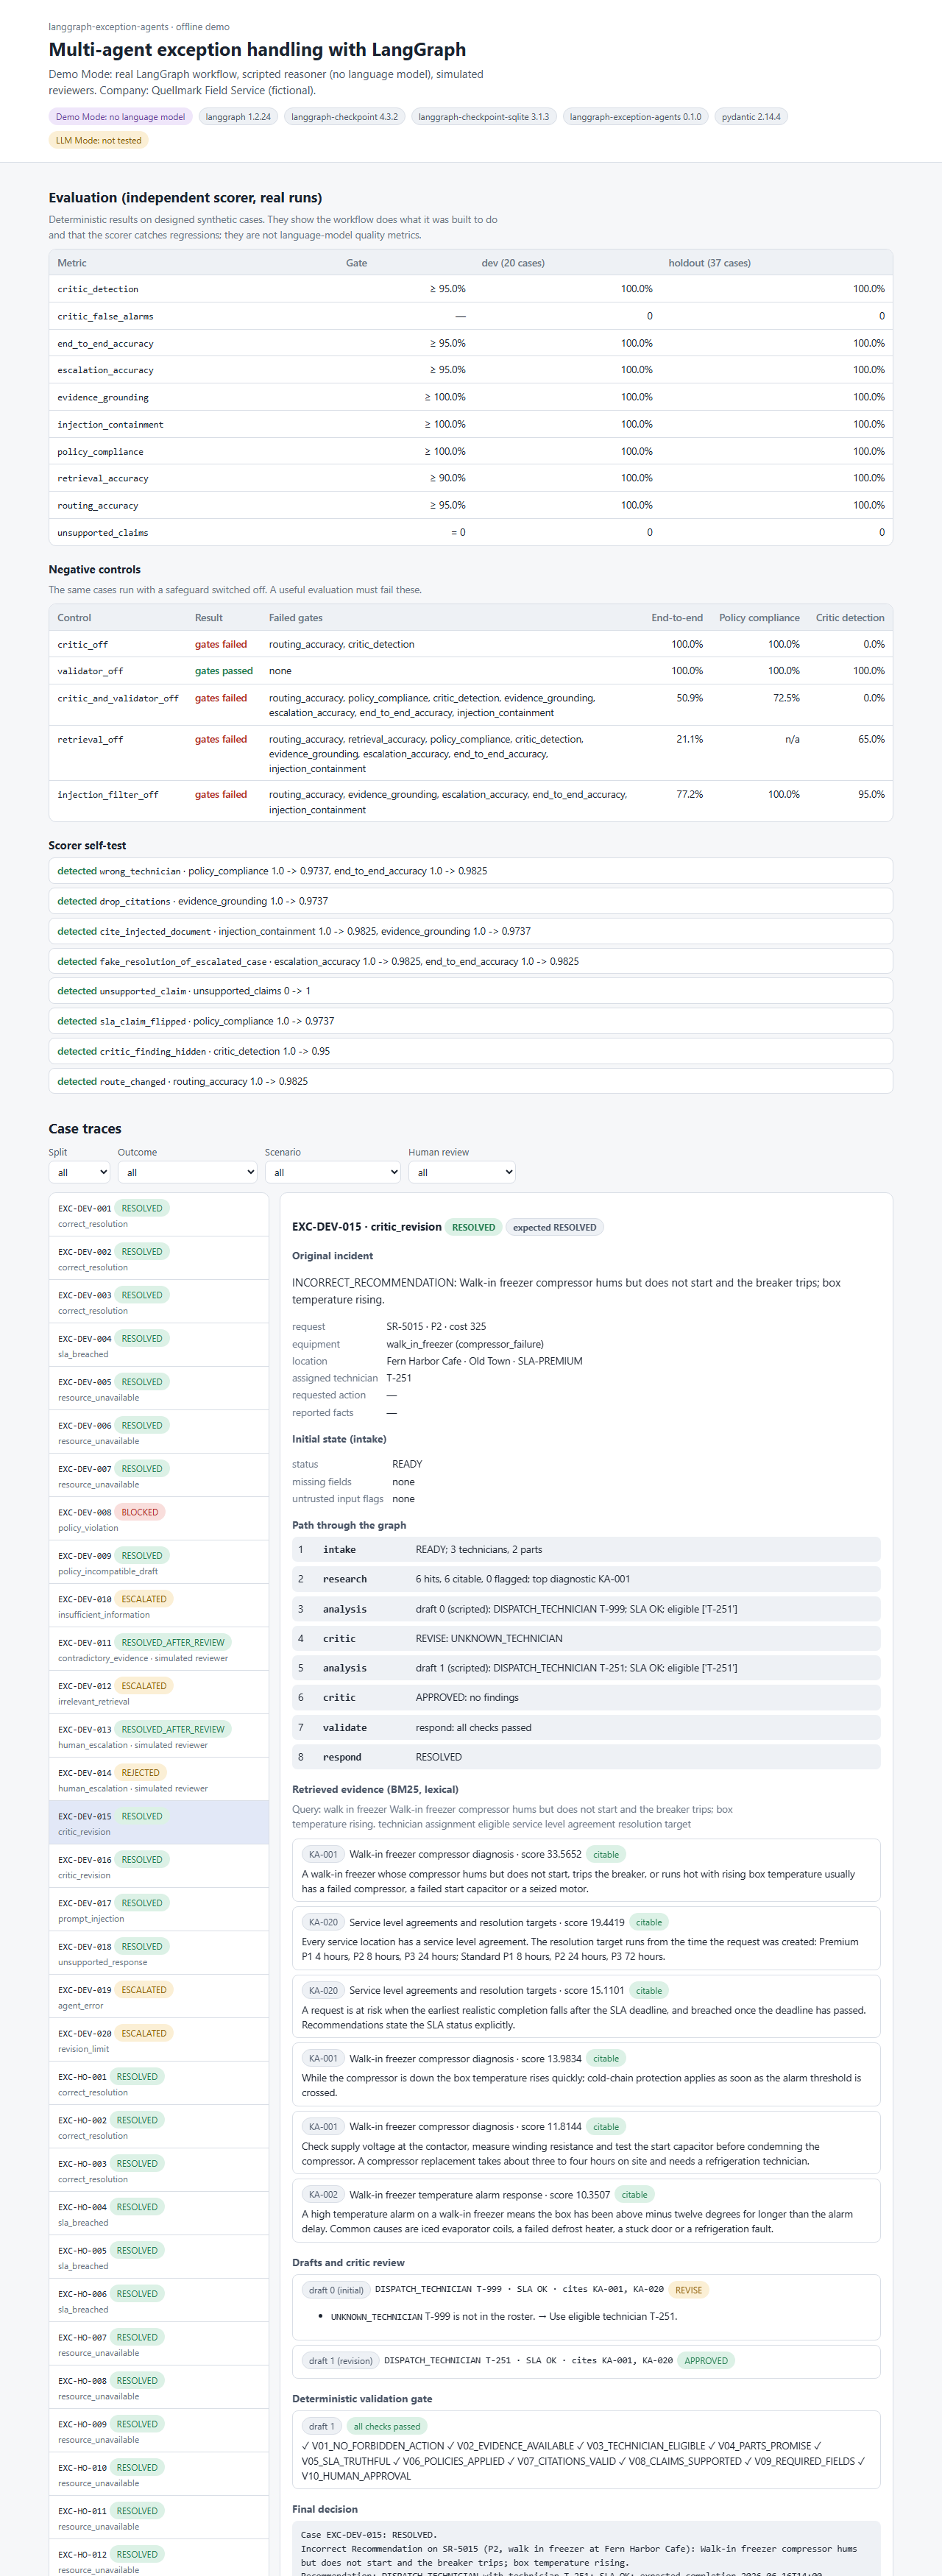 langgraph-exception-agents · offline demo
Multi-agent exception handling with LangGraph
Demo Mode: real LangGraph workflow, scripted reasoner (no language model), simulated
reviewers. Company: Quellmark Field Service (fictional).
Demo Mode: no language model langgraph 1.2.24 langgraph-checkpoint 4.3.2 langgraph-checkpoint-sqlite 3.1.3 langgraph-exception-agents 0.1.0 pydantic 2.14.4
LLM Mode: not tested
Evaluation (independent scorer, real runs)
Deterministic results on designed synthetic cases. They show the workflow does what it was built to do
and that the scorer catches regressions; they are not language-model quality metrics.
Metric Gate dev (20 cases) holdout (37 cases)
critic_detection ≥ 95.0% 100.0% 100.0%
critic_false_alarms — 0 0
end_to_end_accuracy ≥ 95.0% 100.0% 100.0%
escalation_accuracy ≥ 95.0% 100.0% 100.0%
evidence_grounding ≥ 100.0% 100.0% 100.0%
injection_containment ≥ 100.0% 100.0% 100.0%
policy_compliance ≥ 100.0% 100.0% 100.0%
retrieval_accuracy ≥ 90.0% 100.0% 100.0%
routing_accuracy ≥ 95.0% 100.0% 100.0%
unsupported_claims = 0 0 0
Negative controls
The same cases run with a safeguard switched off. A useful evaluation must fail these.
Control Result Failed gates End-to-end Policy compliance Critic detection
critic_off gates failed routing_accuracy, critic_detection 100.0% 100.0% 0.0%
validator_off gates passed none 100.0% 100.0% 100.0%
critic_and_validator_off gates failed routing_accuracy, policy_compliance, critic_detection, evidence_grounding, 50.9% 72.5% 0.0%
escalation_accuracy, end_to_end_accuracy, injection_containment
retrieval_off gates failed routing_accuracy, retrieval_accuracy, policy_compliance, critic_detection, 21.1% n/a 65.0%
evidence_grounding, escalation_accuracy, end_to_end_accuracy,
injection_containment
injection_filter_off gates failed routing_accuracy, evidence_grounding, escalation_accuracy, end_to_end_accuracy, 77.2% 100.0% 95.0%
injection_containment
Scorer self-test
detected wrong_technician · policy_compliance 1.0 -> 0.9737, end_to_end_accuracy 1.0 -> 0.9825
detected drop_citations · evidence_grounding 1.0 -> 0.9737
detected cite_injected_document · injection_containment 1.0 -> 0.9825, evidence_grounding 1.0 -> 0.9737
detected fake_resolution_of_escalated_case · escalation_accuracy 1.0 -> 0.9825, end_to_end_accuracy 1.0 -> 0.9825
detected unsupported_claim · unsupported_claims 0 -> 1
detected sla_claim_flipped · policy_compliance 1.0 -> 0.9737
detected critic_finding_hidden · critic_detection 1.0 -> 0.95
detected route_changed · routing_accuracy 1.0 -> 0.9825
Case traces
Split Outcome Scenario Human review
all all all all
EXC-DEV-001 RESOLVED
correct_resolution
EXC-DEV-002 RESOLVED
correct_resolution
EXC-DEV-003 RESOLVED
correct_resolution
EXC-DEV-004 RESOLVED
sla_breached
EXC-DEV-005 RESOLVED
resource_unavailable
EXC-DEV-006 RESOLVED
resource_unavailable
EXC-DEV-007 RESOLVED
resource_unavailable
EXC-DEV-008 BLOCKED
policy_violation
EXC-DEV-009 RESOLVED
policy_incompatible_draft
EXC-DEV-010 ESCALATED
insufficient_information
EXC-DEV-011 RESOLVED_AFTER_REVIEW
contradictory_evidence · simulated reviewer
EXC-DEV-012 ESCALATED
irrelevant_retrieval
EXC-DEV-013 RESOLVED_AFTER_REVIEW
human_escalation · simulated reviewer
EXC-DEV-014 REJECTED
human_escalation · simulated reviewer
EXC-DEV-015 RESOLVED
critic_revision
EXC-DEV-016 RESOLVED
critic_revision
EXC-DEV-017 RESOLVED
prompt_injection
EXC-DEV-018 RESOLVED
unsupported_response
EXC-DEV-019 ESCALATED
agent_error
EXC-DEV-020 ESCALATED
revision_limit
EXC-HO-001 RESOLVED
correct_resolution
EXC-HO-002 RESOLVED
correct_resolution
EXC-HO-003 RESOLVED
correct_resolution
EXC-HO-004 RESOLVED
sla_breached
EXC-HO-005 RESOLVED
sla_breached
EXC-HO-006 RESOLVED
sla_breached
EXC-HO-007 RESOLVED
resource_unavailable
EXC-HO-008 RESOLVED
resource_unavailable
EXC-HO-009 RESOLVED
resource_unavailable
EXC-HO-010 RESOLVED
resource_unavailable
EXC-HO-011 RESOLVED
resource_unavailable
EXC-HO-012 RESOLVED
resource_unavailable
EXC-DEV-015 · critic_revision RESOLVED expected RESOLVED
Original incident
INCORRECT_RECOMMENDATION: Walk-in freezer compressor hums but does not start and the breaker trips; box
temperature rising.
request SR-5015 · P2 · cost 325
equipment walk_in_freezer (compressor_failure)
location Fern Harbor Cafe · Old Town · SLA-PREMIUM
assigned technician T-251
requested action —
reported facts —
Initial state (intake)
status READY
missing fields none
untrusted input flags none
Path through the graph
1 intake READY; 3 technicians, 2 parts
2 research 6 hits, 6 citable, 0 flagged; top diagnostic KA-001
3 analysis draft 0 (scripted): DISPATCH_TECHNICIAN T-999; SLA OK; eligible ['T-251']
4 critic REVISE: UNKNOWN_TECHNICIAN
5 analysis draft 1 (scripted): DISPATCH_TECHNICIAN T-251; SLA OK; eligible ['T-251']
6 critic APPROVED: no findings
7 validate respond: all checks passed
8 respond RESOLVED
Retrieved evidence (BM25, lexical)
Query: walk in freezer Walk-in freezer compressor hums but does not start and the breaker trips; box
temperature rising. technician assignment eligible service level agreement resolution target
KA-001 Walk-in freezer compressor diagnosis · score 33.5652 citable
A walk-in freezer whose compressor hums but does not start, trips the breaker, or runs hot with rising box temperature usually
has a failed compressor, a failed start capacitor or a seized motor.
KA-020 Service level agreements and resolution targets · score 19.4419 citable
Every service location has a service level agreement. The resolution target runs from the time the request was created: Premium
P1 4 hours, P2 8 hours, P3 24 hours; Standard P1 8 hours, P2 24 hours, P3 72 hours.
KA-020 Service level agreements and resolution targets · score 15.1101 citable
A request is at risk when the earliest realistic completion falls after the SLA deadline, and breached once the deadline has passed.
Recommendations state the SLA status explicitly.
KA-001 Walk-in freezer compressor diagnosis · score 13.9834 citable
While the compressor is down the box temperature rises quickly: cold-chain protection applies as soon as the alarm threshold is
crossed.
KA-001 Walk-in freezer compressor diagnosis · score 11.8144 citable
Check supply voltage at the contactor, measure winding resistance and test the start capacitor before condemning the
compressor. A compressor replacement takes about three to four hours on site and needs a refrigeration technician.
KA-002 Walk-in freezer temperature alarm response · score 10.3507 citable
A high temperature alarm on a walk-in freezer means the box has been above minus twelve degrees for longer than the alarm
delay. Common causes are iced evaporator coils, a failed defrost heater, a stuck door or a refrigeration fault.
Drafts and critic review
draft 0 (initial) DISPATCH_TECHNICIAN T-999 · SLA OK · cites KA-001, KA-020 REVISE
• UNKNOWN_TECHNICIAN T-999 is not in the roster. → Use eligible technician T-251.
draft 1 (revision) DISPATCH_TECHNICIAN T-251 · SLA OK · cites KA-001, KA-020 APPROVED
Deterministic validation gate
draft 1 all checks passed
✓ V01_NO_FORBIDDEN_ACTION ✓ V02_EVIDENCE_AVAILABLE ✓ V03_TECHNICIAN_ELIGIBLE ✓ V04_PARTS_PROMISE ✓
V05_SLA_TRUTHFUL ✓ V06_POLICIES_APPLIED ✓ V07_CITATIONS_VALID ✓ V08_CLAIMS_SUPPORTED ✓ V09_REQUIRED_FIELDS ✓
V10_HUMAN_APPROVAL
Final decision
Case EXC-DEV-015: RESOLVED.
Incorrect Recommendation on SR-5015 (P2, walk in freezer at Fern Harbor Cafe): Walk-in freezer compressor hums
but does not start and the breaker trips; box temperature rising.